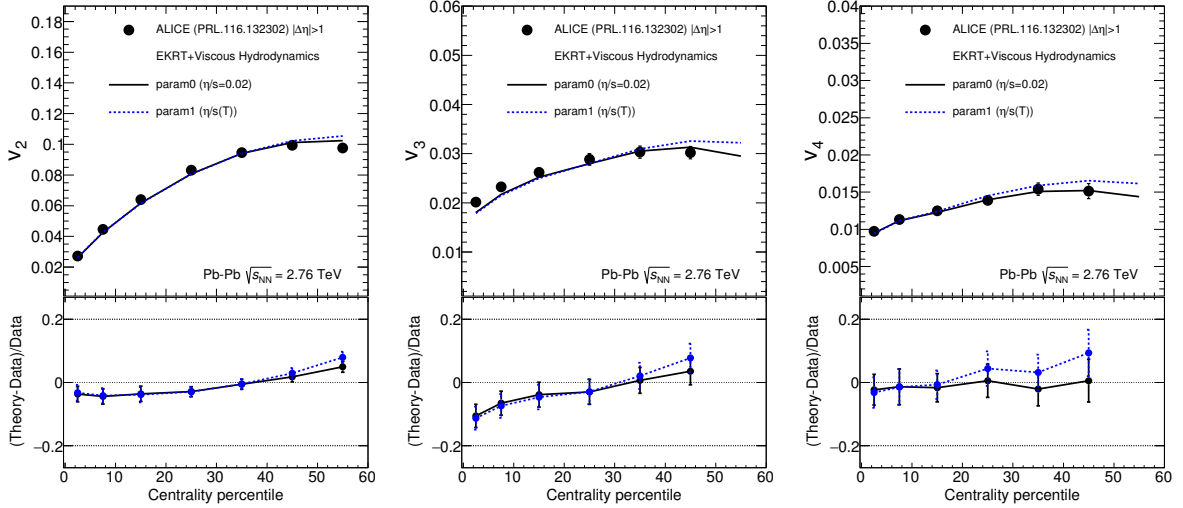 0.18
0.16
0.14
0.12
0.1
0.08
0.06
0.04
0.02
v2
ALICE (PRL.116.132302) |Δη|>1
EKRT+Viscous Hydrodynamics
param0 (η/s=0.02)
param1 (η/s(T))
Pb-Pb √sNN = 2.76 TeV
0.2
0
−0.2
(Theory-Data)/Data
0 10 20 30 40 50 60
Centrality percentile
0.06
0.05
0.04
0.03
0.02
0.01
v3
ALICE (PRL.116.132302) |Δη|>1
EKRT+Viscous Hydrodynamics
param0 (η/s=0.02)
param1 (η/s(T))
Pb-Pb √sNN = 2.76 TeV
0.2
0
−0.2
(Theory-Data)/Data
0 10 20 30 40 50 60
Centrality percentile
0.04
0.035
0.03
0.025
0.02
0.015
0.01
0.005
v4
ALICE (PRL.116.132302) |Δη|>1
EKRT+Viscous Hydrodynamics
param0 (η/s=0.02)
param1 (η/s(T))
Pb-Pb √sNN = 2.76 TeV
0.2
0
−0.2
(Theory-Data)/Data
0 10 20 30 40 50 60
Centrality percentile